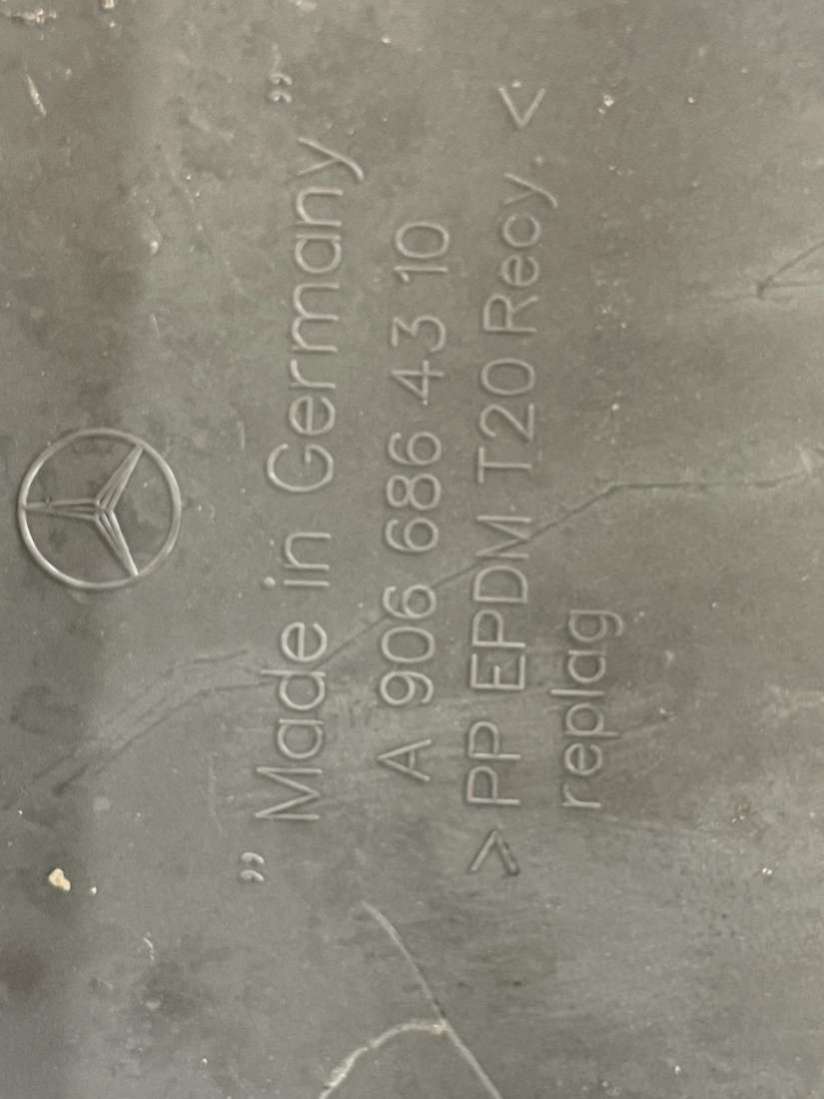 „Made in Germany”
A 906 686 43 10
>PP EPDM T20 Recy.<
replag